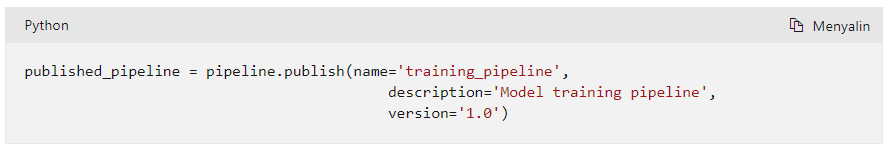 Python
Menyalin
published_pipeline = pipeline.publish(name='training_pipeline',
                                          description='Model training pipeline',
                                          version='1.0')